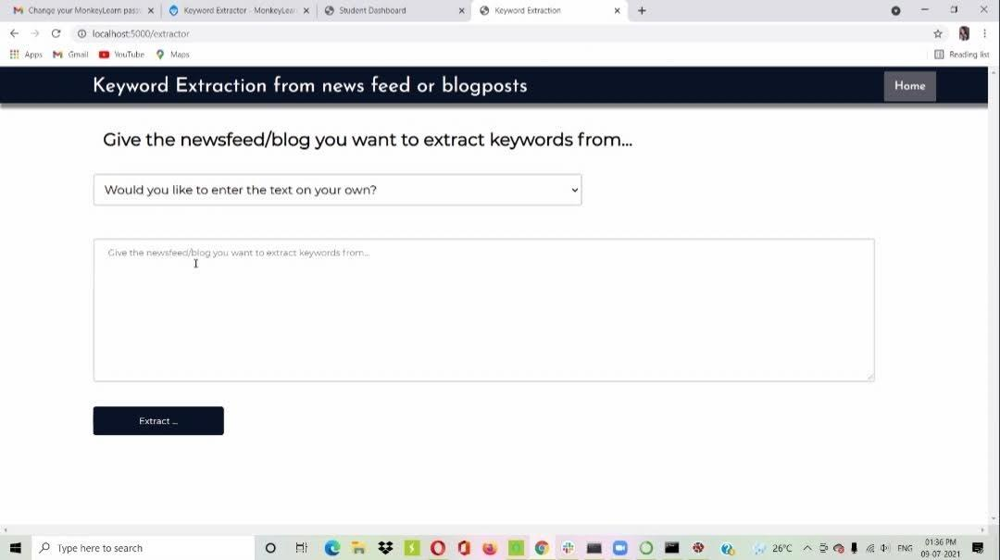 Change your MonkeyLearn pass
Keyword Extractor - MonkeyLearn
Student Dashboard
Keyword Extraction
localhost:5000/extractor
Apps
Gmail
YouTube
Maps
Reading list
Keyword Extraction from news feed or blogposts
Home
Give the newsfeed/blog you want to extract keywords from...
Would you like to enter the text on your own?
Give the newsfeed/blog you want to extract keywords from...
Extract ...
Type here to search
26°C
ENG
01:36 PM
09-07-2021